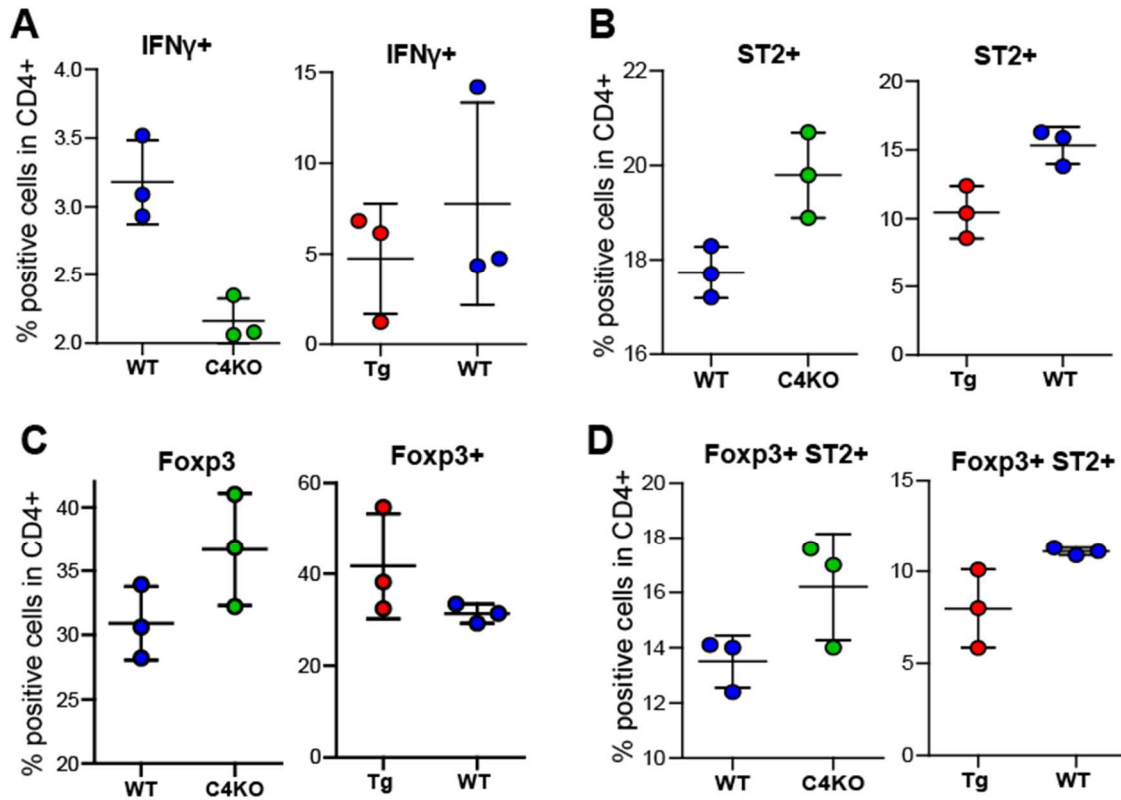 A
IFNγ+
% positive cells in CD4+
4.0
3.5
3.0
2.5
2.0
WT
C4KO
IFNγ+
15
10
5
0
Tg
WT
B
ST2+
% positive cells in CD4+
22
20
18
16
WT
C4KO
ST2+
20
15
10
5
0
Tg
WT
C
Foxp3
% positive cells in CD4+
40
35
30
25
20
WT
C4KO
Foxp3+
60
40
20
0
Tg
WT
D
Foxp3+ ST2+
% positive cells in CD4+
20
18
16
14
12
10
WT
C4KO
Foxp3+ ST2+
15
10
5
0
Tg
WT